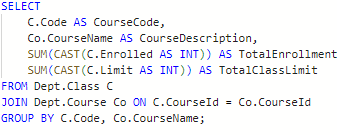 SELECT
C.Code AS CourseCode,
Co.CourseName AS CourseDescription,
SUM(CAST(C.Enrolled AS INT)) AS TotalEnrollment
SUM(CAST(C.Limit AS INT)) AS TotalClassLimit
FROM Dept.Class C
JOIN Dept.Course Co ON C.CourseId = Co.CourseId
GROUP BY C.Code, Co.CourseName;